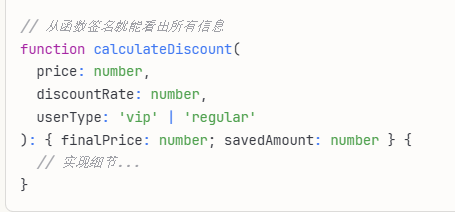 // 从函数签名就能看出所有信息
function calculateDiscount(
  price: number,
  discountRate: number,
  userType: 'vip' | 'regular'
): { finalPrice: number; savedAmount: number } {
  // 实现细节...
}